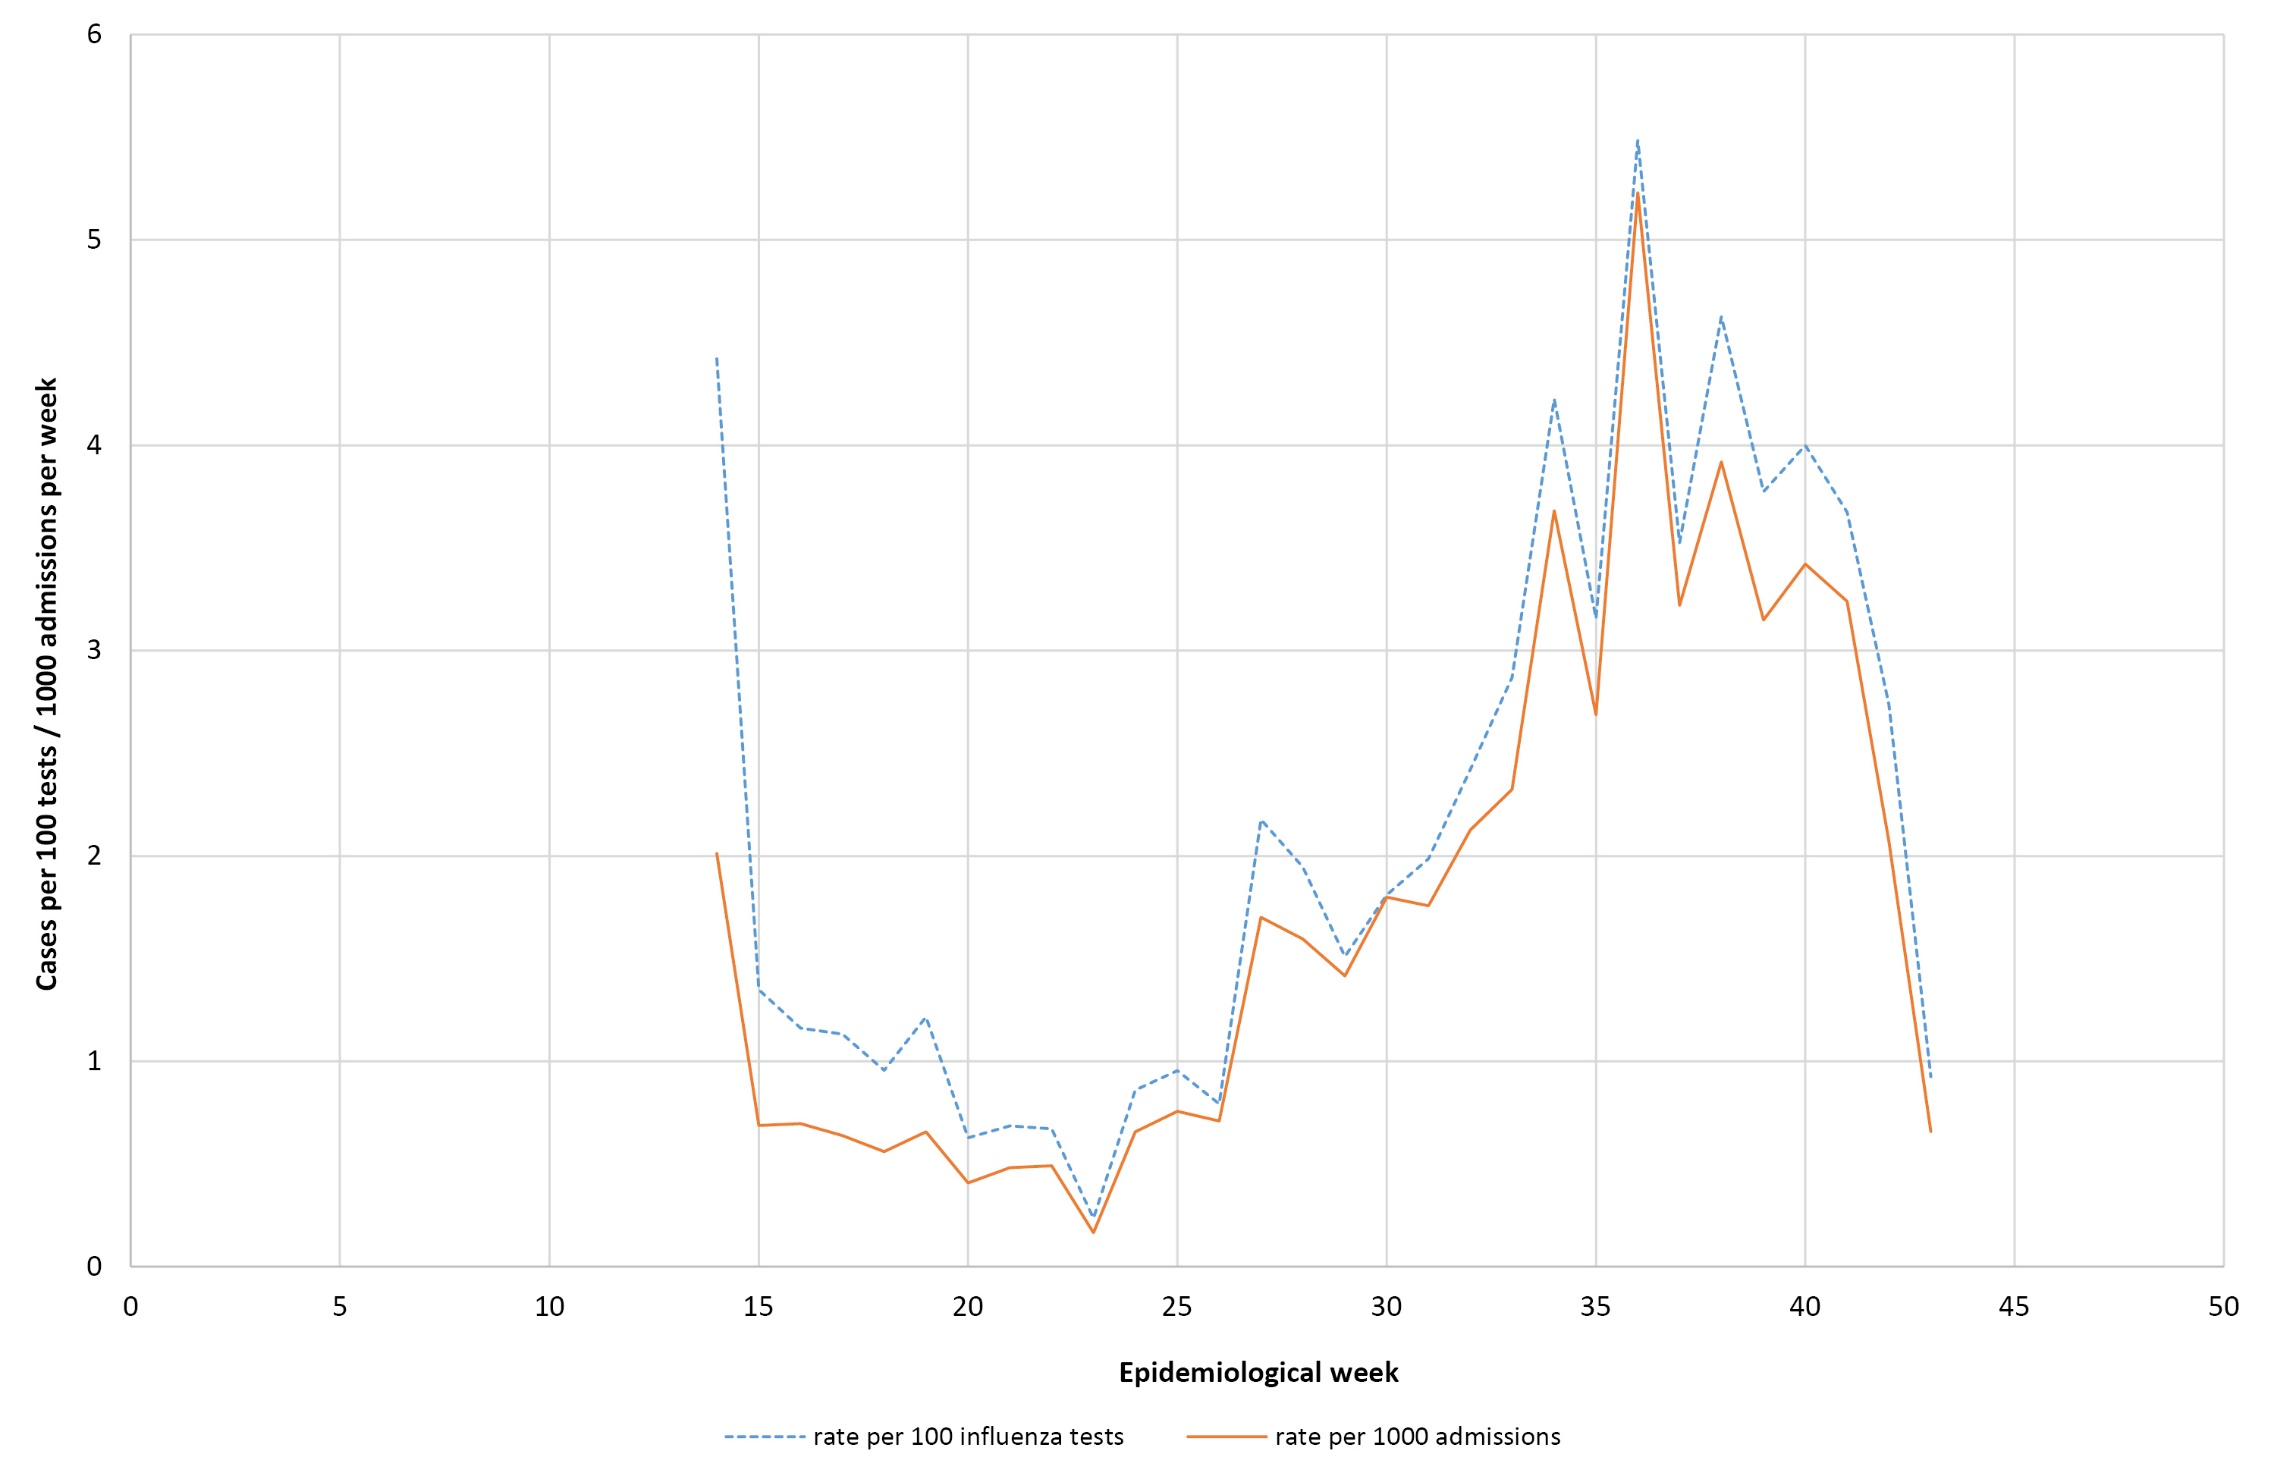 6
5
4
3
2
1
0
Cases per 100 tests / 1000 admissions per week
0 5 10 15 20 25 30 35 40 45 50
Epidemiological week
rate per 100 influenza tests rate per 1000 admissions